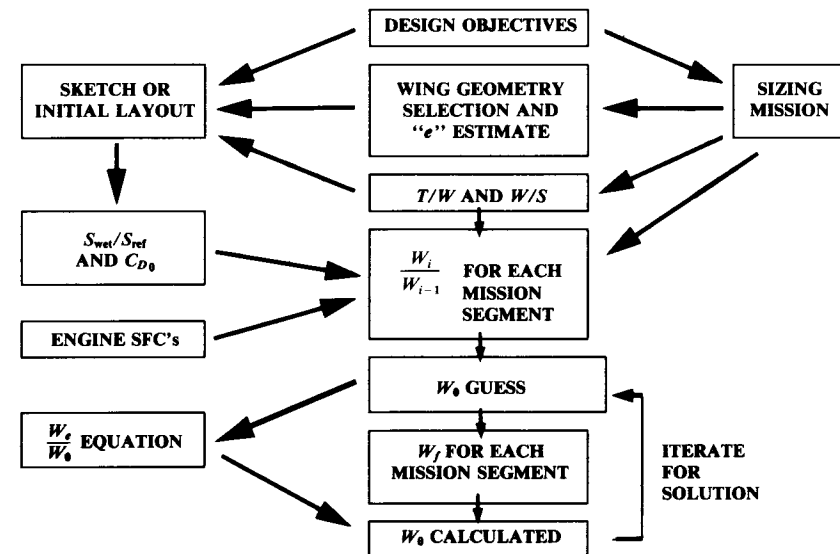 DESIGN OBJECTIVES
SKETCH OR
INITIAL LAYOUT
WING GEOMETRY
SELECTION AND
“e” ESTIMATE
SIZING
MISSION
T/W AND W/S
S_wet/S_ref
AND C_D_0
W_i
W_i−1
FOR EACH
MISSION
SEGMENT
ENGINE SFC's
W_0 GUESS
W_e
W_0
EQUATION
W_f FOR EACH
MISSION SEGMENT
ITERATE
FOR
SOLUTION
W_0 CALCULATED